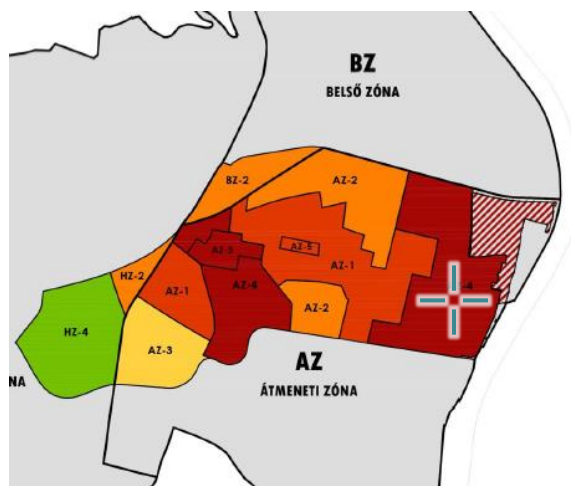 BZ
BELSŐ ZÓNA
BZ-2
AZ-2
AZ-5
AZ-5
AZ-1
HZ-2
AZ-1
AZ-4
AZ-2
HZ-4
AZ-3
AZ
ÁTMENETI ZÓNA
NA